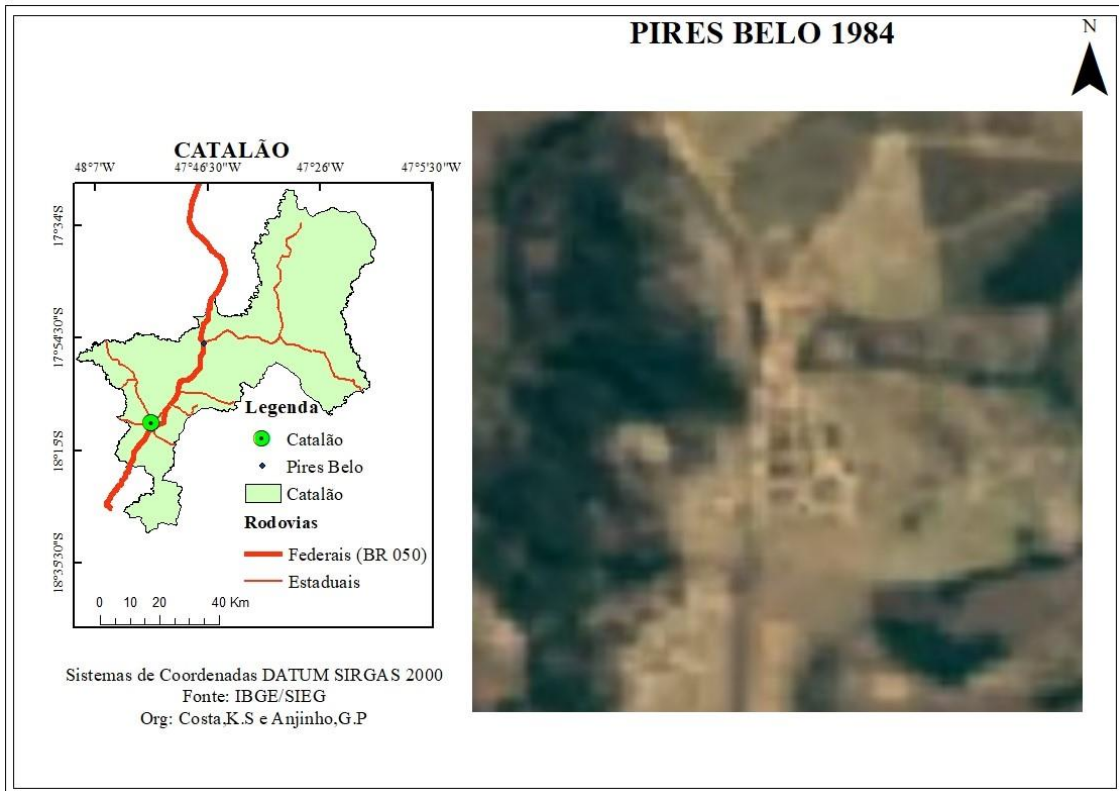 PIRES BELO 1984
N
CATALÃO
48°7'W 47°46'30"W 47°26'W 47°5'30"W
17°34'S
17°54'30"S
18°15'S
18°35'30"S
Legenda
Catalão
Pires Belo
Catalão
Rodovias
Federais (BR 050)
Estaduais
0 10 20 40 Km
Sistemas de Coordenadas DATUM SIRGAS 2000
Fonte: IBGE/SIEG
Org: Costa,K.S e Anjinho,G.P